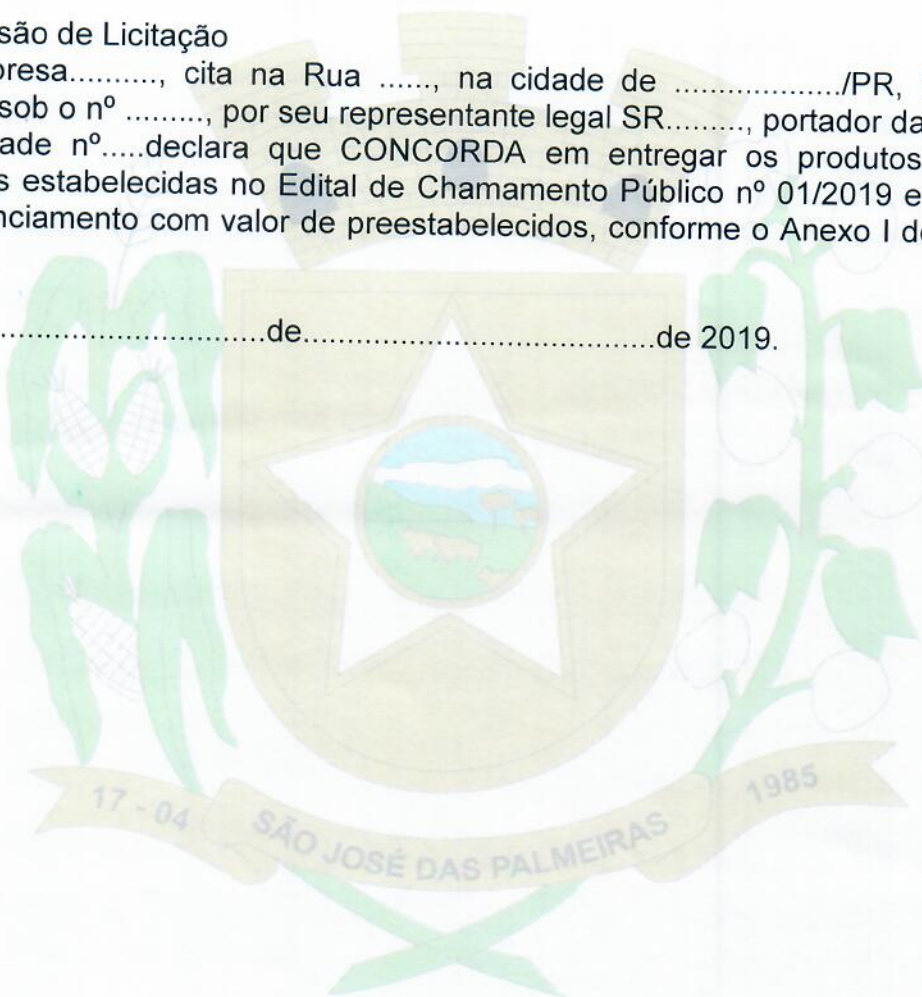 são de Licitação
presa.........., cita na Rua ......, na cidade de .................../PR,
sob o nº ........., por seu representante legal SR........., portador da
ade nº.....declara que CONCORDA em entregar os produtos
s estabelecidas no Edital de Chamamento Público nº 01/2019 e
nciamento com valor de preestabelecidos, conforme o Anexo I de
...............................de.......................................de 2019.
17 - 04 SÃO JOSÉ DAS PALMEIRAS 1985